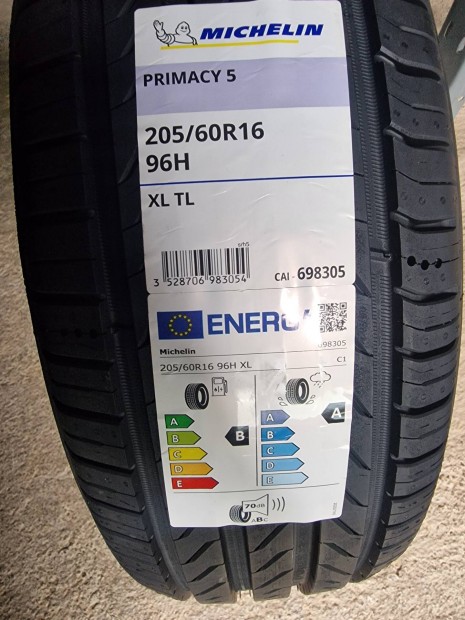 MICHELIN
PRIMACY 5
205/60R16
96H
XL TL
3 528706 983054
CAI - 698305
ENERG
Michelin
698305
205/60R16 96H XL
C1
A
B
C
D
E
B
A
B
C
D
E
A
70dB
ABC